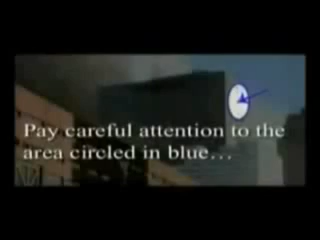 Pay careful attention to the
area circled in blue…